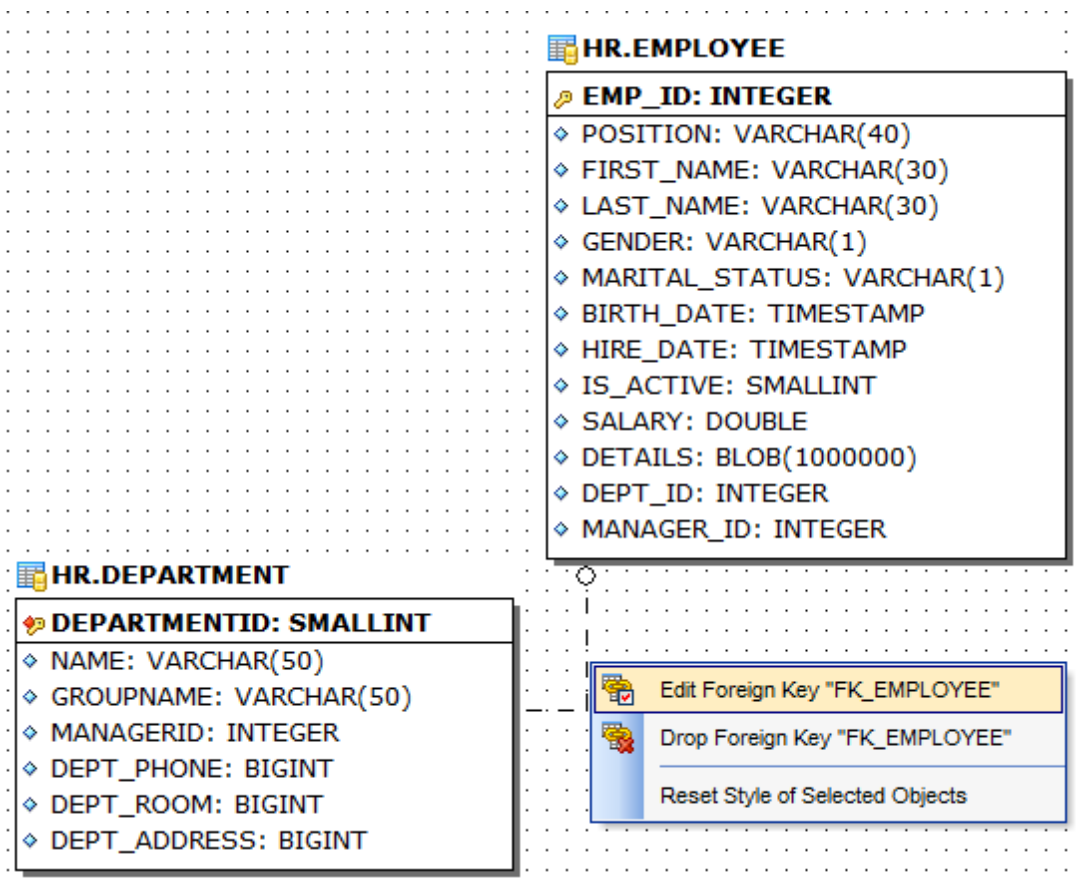 HR.EMPLOYEE
EMP_ID: INTEGER
POSITION: VARCHAR(40)
FIRST_NAME: VARCHAR(30)
LAST_NAME: VARCHAR(30)
GENDER: VARCHAR(1)
MARITAL_STATUS: VARCHAR(1)
BIRTH_DATE: TIMESTAMP
HIRE_DATE: TIMESTAMP
IS_ACTIVE: SMALLINT
SALARY: DOUBLE
DETAILS: BLOB(1000000)
DEPT_ID: INTEGER
MANAGER_ID: INTEGER
HR.DEPARTMENT
DEPARTMENTID: SMALLINT
NAME: VARCHAR(50)
GROUPNAME: VARCHAR(50)
MANAGERID: INTEGER
DEPT_PHONE: BIGINT
DEPT_ROOM: BIGINT
DEPT_ADDRESS: BIGINT
Edit Foreign Key "FK_EMPLOYEE"
Drop Foreign Key "FK_EMPLOYEE"
Reset Style of Selected Objects